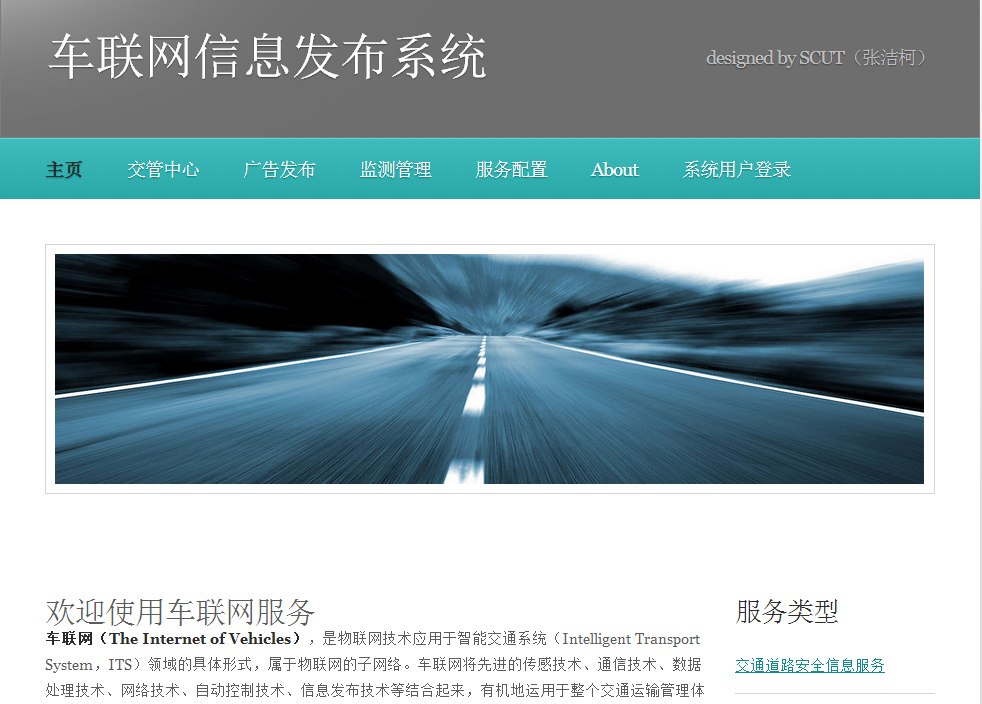 车联网信息发布系统
designed by SCUT（张洁柯）
主页 交管中心 广告发布 监测管理 服务配置 About 系统用户登录
欢迎使用车联网服务
车联网（The Internet of Vehicles），是物联网技术应用于智能交通系统（Intelligent Transport
System，ITS）领域的具体形式，属于物联网的子网络。车联网将先进的传感技术、通信技术、数据
处理技术、网络技术、自动控制技术、信息发布技术等结合起来，有机地运用于整个交通运输管理体
服务类型
交通道路安全信息服务